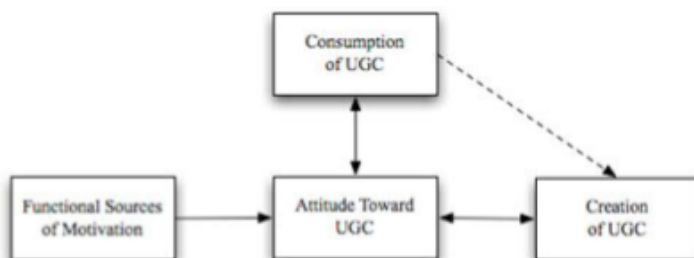 Consumption
of UGC
Functional Sources
of Motivation
Attitude Toward
UGC
Creation
of UGC